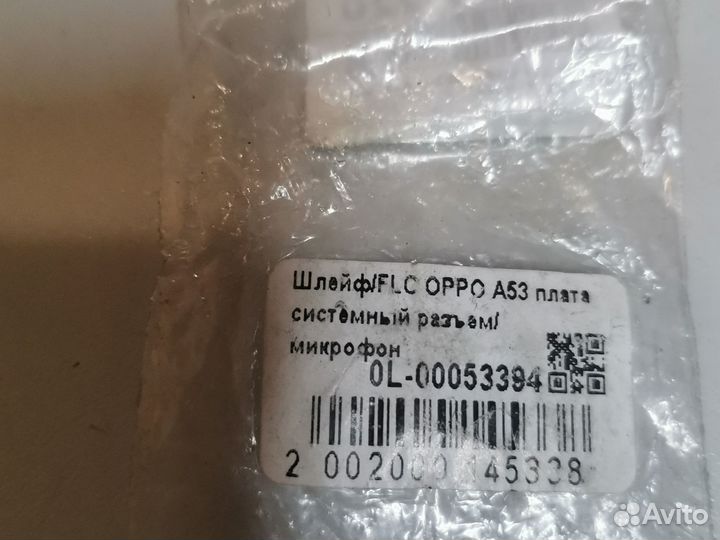 Шлейф/FLC OPPO A53 плата
системный разъем/
микрофон
0L-00053394
2 002000 145338
Avito